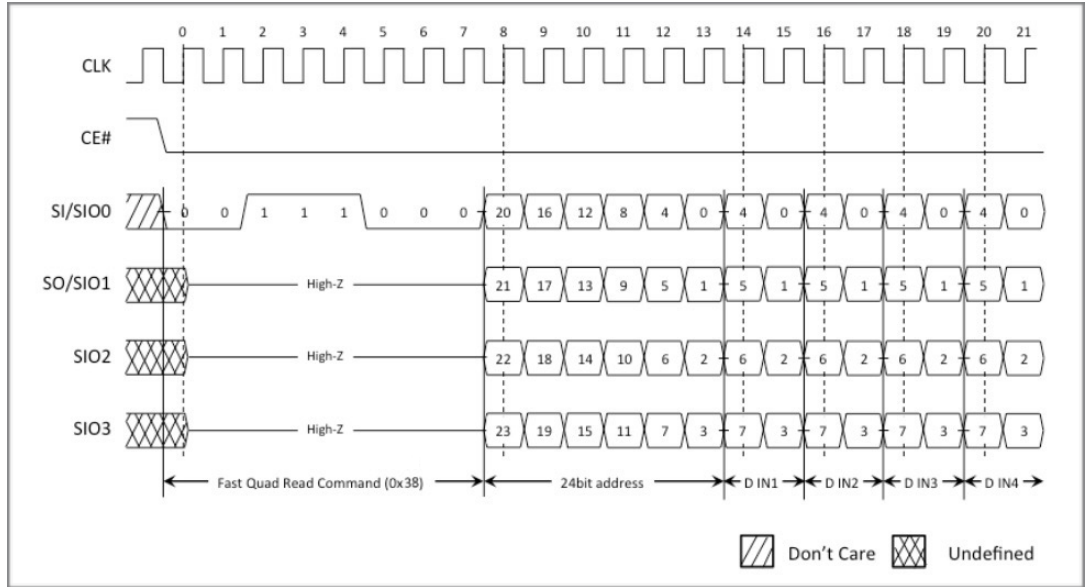 0 1 2 3 4 5 6 7 8 9 10 11 12 13 14 15 16 17 18 19 20 21
CLK
CE#
SI/SIO0 0 0 1 1 1 0 0 0 20 16 12 8 4 0 4 0 4 0 4 0 4 0
SO/SIO1 High-Z 21 17 13 9 5 1 5 1 5 1 5 1 5 1
SIO2 High-Z 22 18 14 10 6 2 6 2 6 2 6 2 6 2
SIO3 High-Z 23 19 15 11 7 3 7 3 7 3 7 3 7 3
Fast Quad Read Command (0x38) 24bit address D IN1 D IN2 D IN3 D IN4
Don't Care Undefined